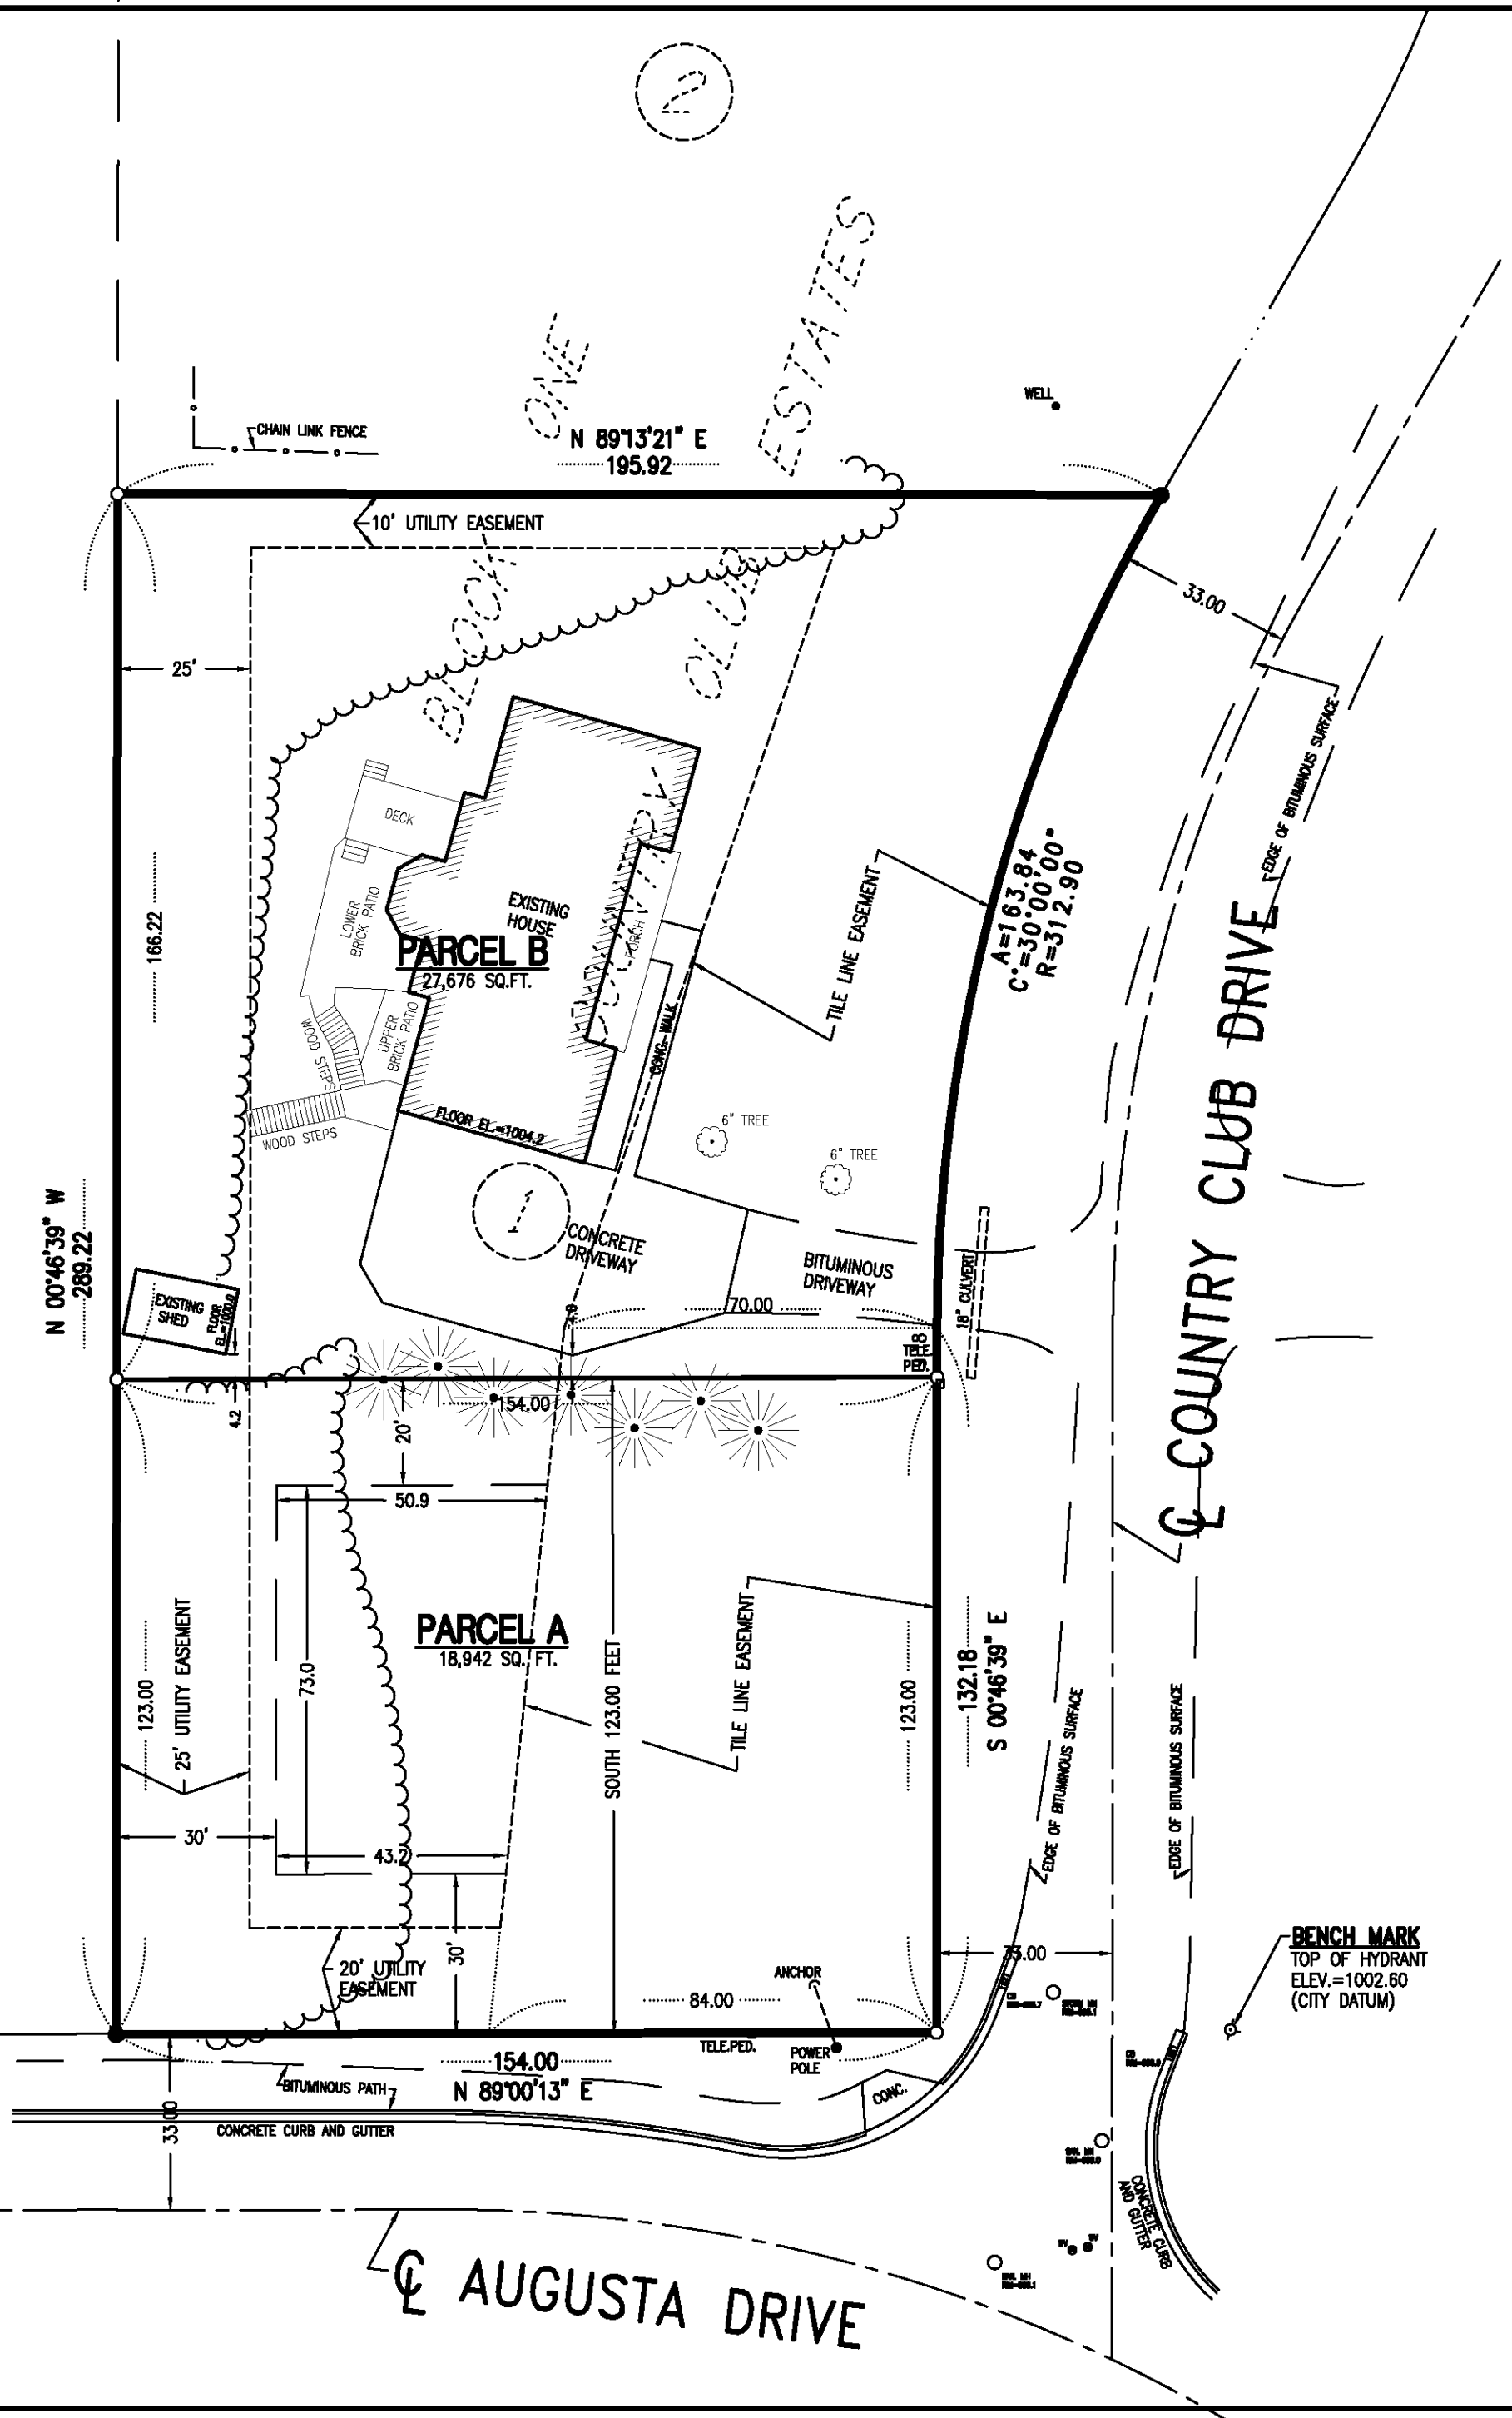 2
BLOCK ONE
COUNTRY CLUB ESTATES
WELL
CHAIN LINK FENCE
N 89°13'21" E
195.92
10' UTILITY EASEMENT
33.00
25'
EDGE OF BITUMINOUS SURFACE
DECK
EXISTING
HOUSE
LOWER
BRICK PATIO
PORCH
166.22
PARCEL B
27,676 SQ.FT.
TILE LINE EASEMENT
A=163.84
C°=30°00'00"
R=312.90
UPPER
BRICK PATIO
WOOD STEPS
CONC. WALK
WOOD STEPS
FLOOR EL.=1004.2
6" TREE
6" TREE
1
CONCRETE
DRIVEWAY
BITUMINOUS
DRIVEWAY
18" CULVERT
N 00°46'39" W
289.22
EXISTING
SHED
FLOOR
EL.=1000.0
70.00
TELE.
PED.
℄ COUNTRY CLUB DRIVE
4.2
154.00
20'
50.9
PARCEL A
18,942 SQ. FT.
73.0
123.00
25' UTILITY EASEMENT
SOUTH 123.00 FEET
TILE LINE EASEMENT
123.00
132.18
S 00°46'39" E
EDGE OF BITUMINOUS SURFACE
EDGE OF BITUMINOUS SURFACE
30'
43.2
30'
20' UTILITY
EASEMENT
ANCHOR
84.00
33.00
BENCH MARK
TOP OF HYDRANT
ELEV.=1002.60
(CITY DATUM)
TELE.PED.
POWER
POLE
154.00
N 89°00'13" E
BITUMINOUS PATH
CONC.
33.00
CONCRETE CURB AND GUTTER
CONCRETE CURB
AND GUTTER
℄ AUGUSTA DRIVE